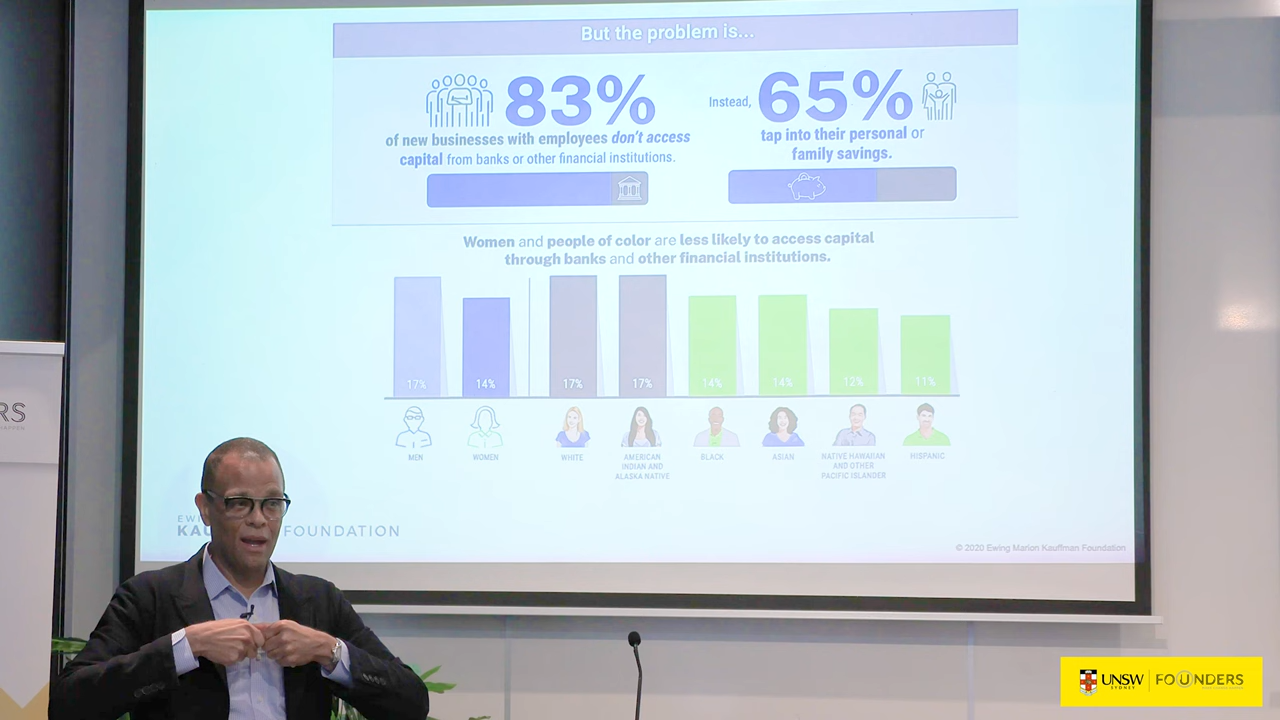 But the problem is...
83%
of new businesses with employees don't access
capital from banks or other financial institutions.
Instead, 65%
tap into their personal or
family savings.
Women and people of color are less likely to access capital
through banks and other financial institutions.
17%
14%
17%
17%
14%
14%
12%
11%
MEN
WOMEN
WHITE
AMERICAN
INDIAN AND
ALASKA NATIVE
BLACK
ASIAN
NATIVE HAWAIIAN
AND OTHER
PACIFIC ISLANDER
HISPANIC
FOUNDATION
© 2020 Ewing Marion Kauffman Foundation
UNSW
SYDNEY
FOUNDERS